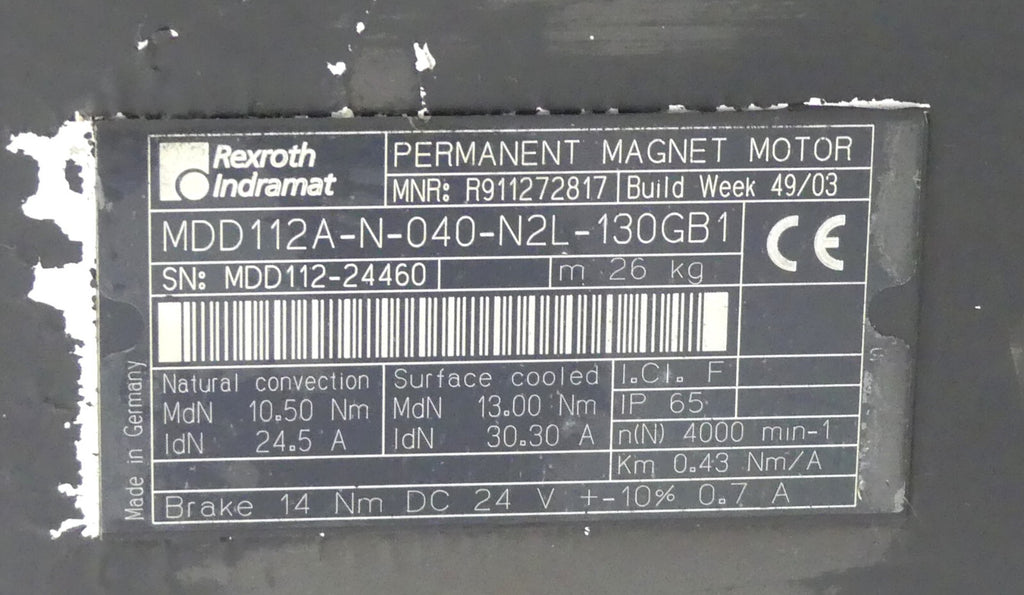 Rexroth
Indramat
PERMANENT MAGNET MOTOR
MNR: R911272817 Build Week 49/03
MDD112A-N-040-N2L-130GB1
CE
SN: MDD112-24460 m 26 kg
Natural convection
MdN 10.50 Nm
IdN 24.5 A
Surface cooled
MdN 13.00 Nm
IdN 30.30 A
I.Cl. F
IP 65
n(N) 4000 min-1
Km 0.43 Nm/A
Brake 14 Nm DC 24 V +-10% 0.7 A
Made in Germany